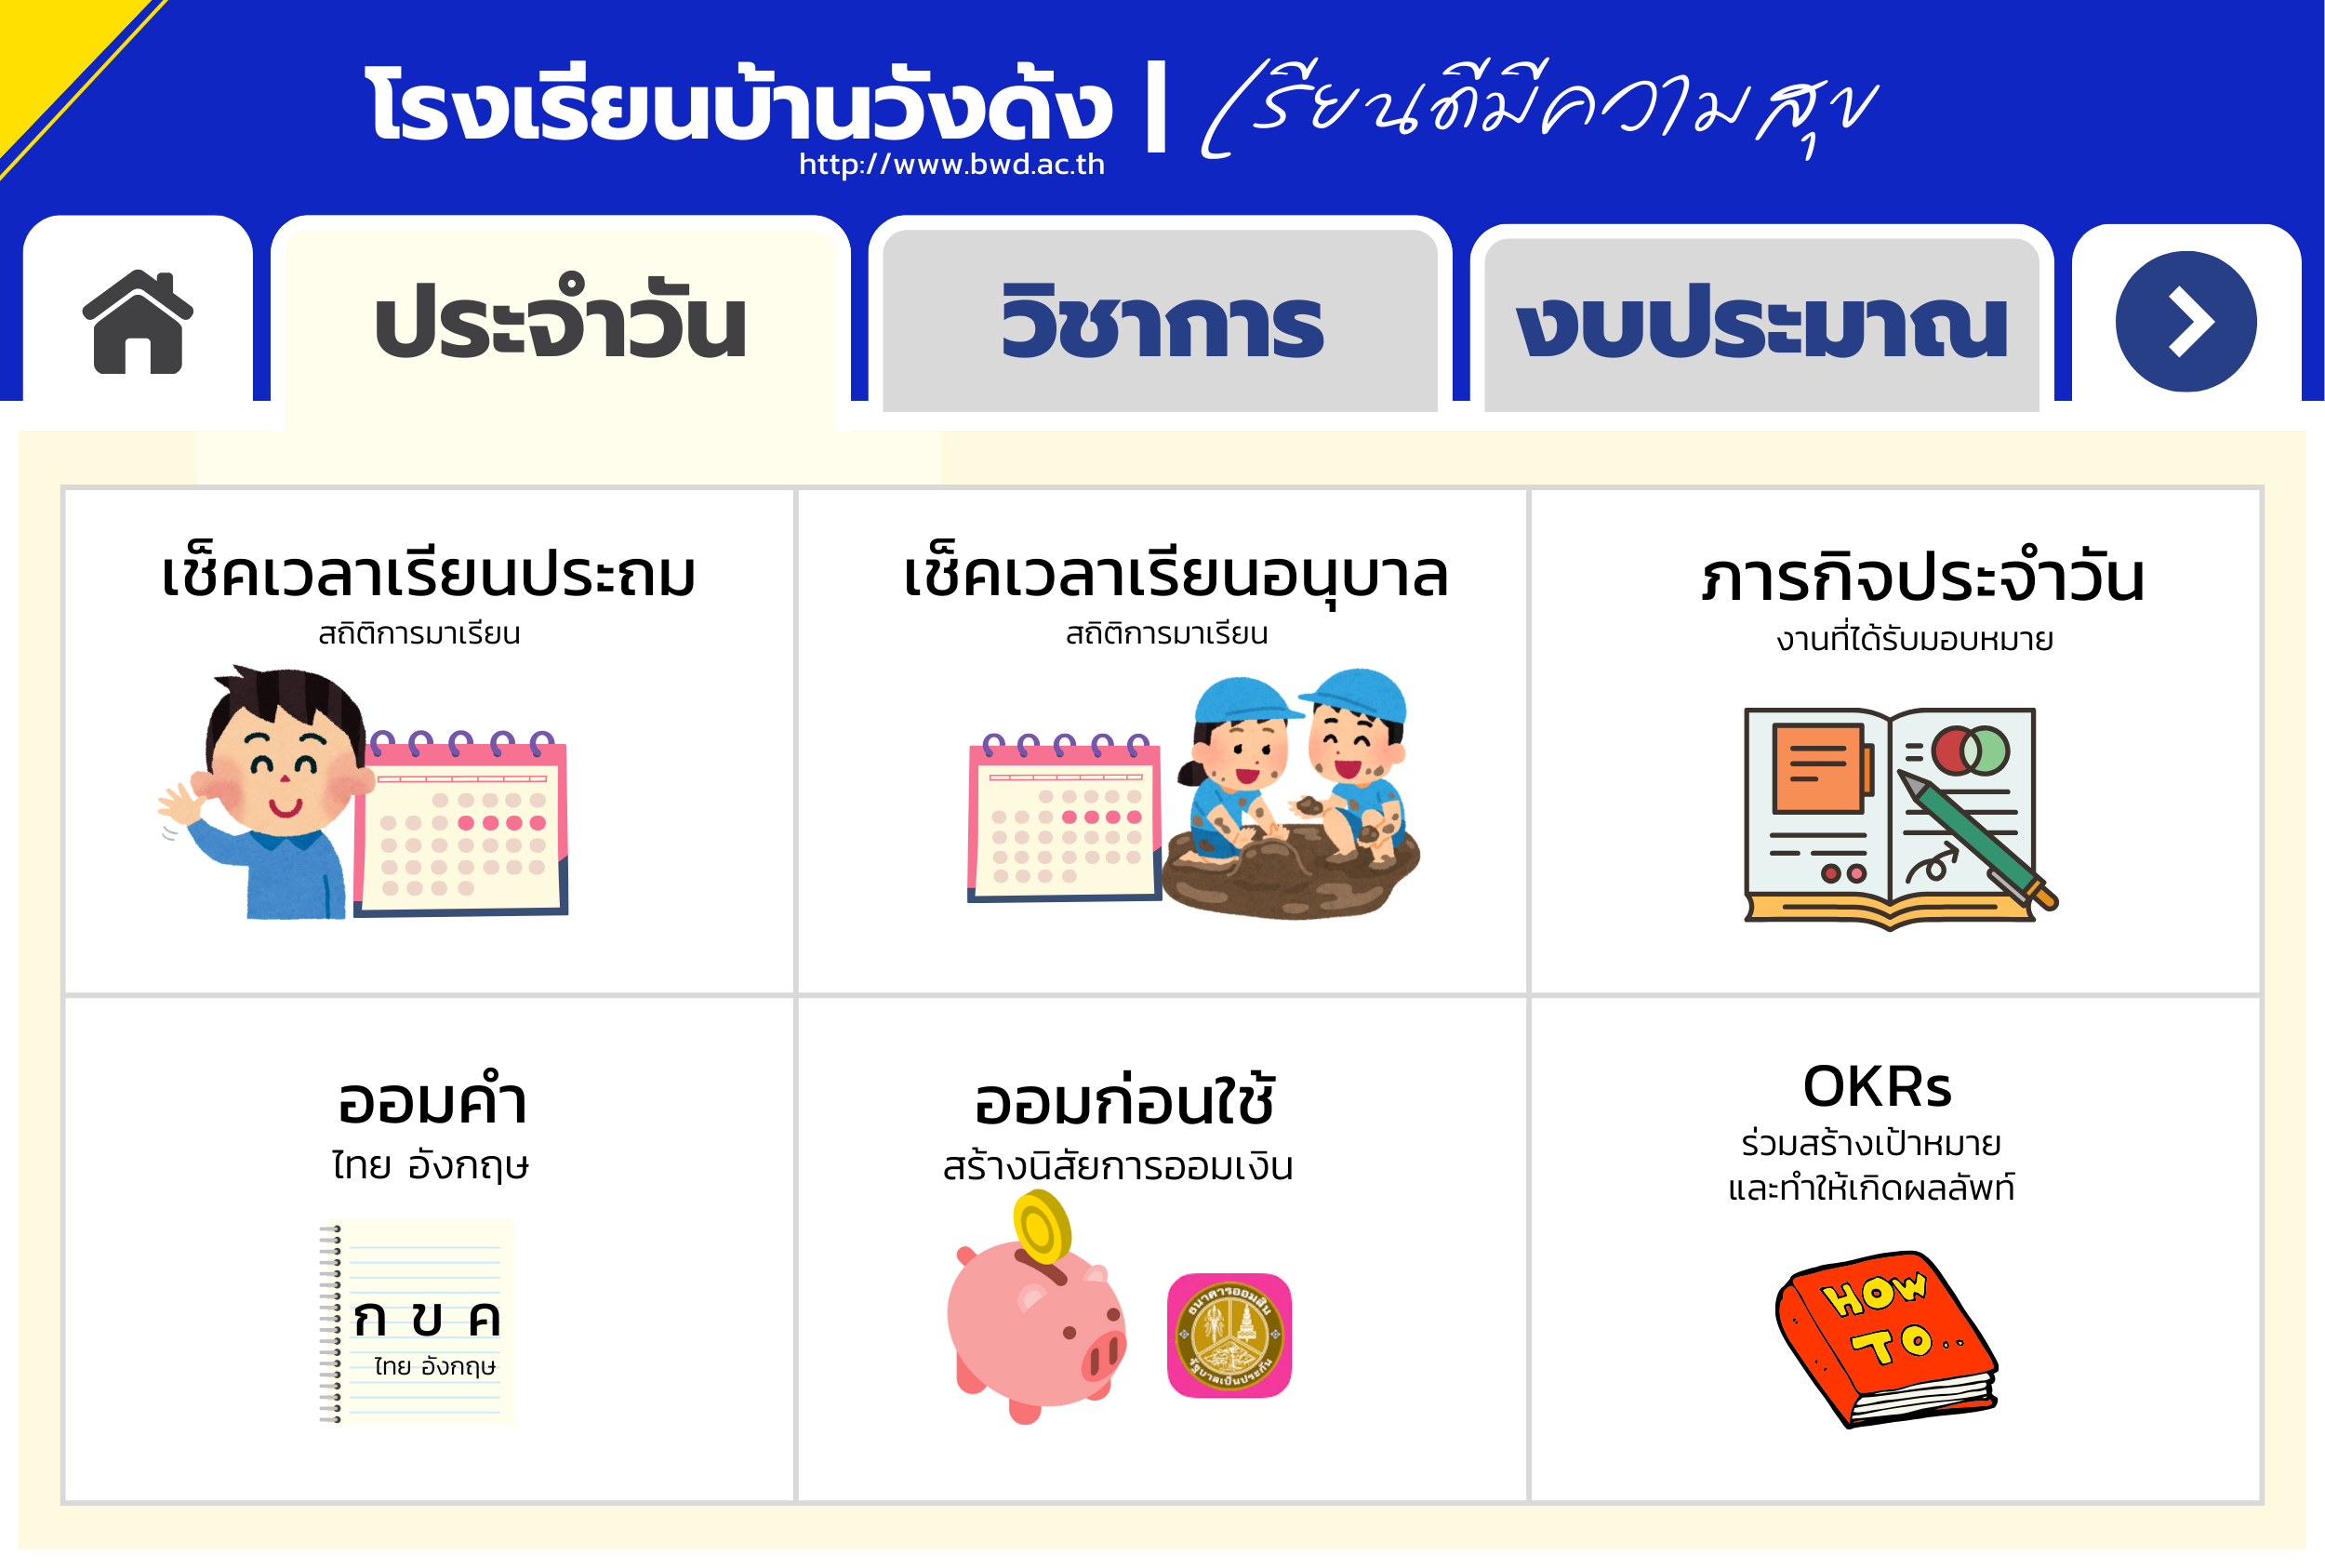 โรงเรียนบ้านวังด้ง | เรียนดีมีความสุข
http://www.bwd.ac.th
ประจำวัน
วิชาการ
งบประมาณ
เช็คเวลาเรียนประถม
สถิติการมาเรียน
เช็คเวลาเรียนอนุบาล
สถิติการมาเรียน
ภารกิจประจำวัน
งานที่ได้รับมอบหมาย
ออมคำ
ไทย อังกฤษ
ก ข ค
ไทย อังกฤษ
ออมก่อนใช้
สร้างนิสัยการออมเงิน
ธนาคารออมสิน
รัฐบาลเป็นประกัน
OKRs
ร่วมสร้างเป้าหมาย
และทำให้เกิดผลลัพท์
HOW
TO..